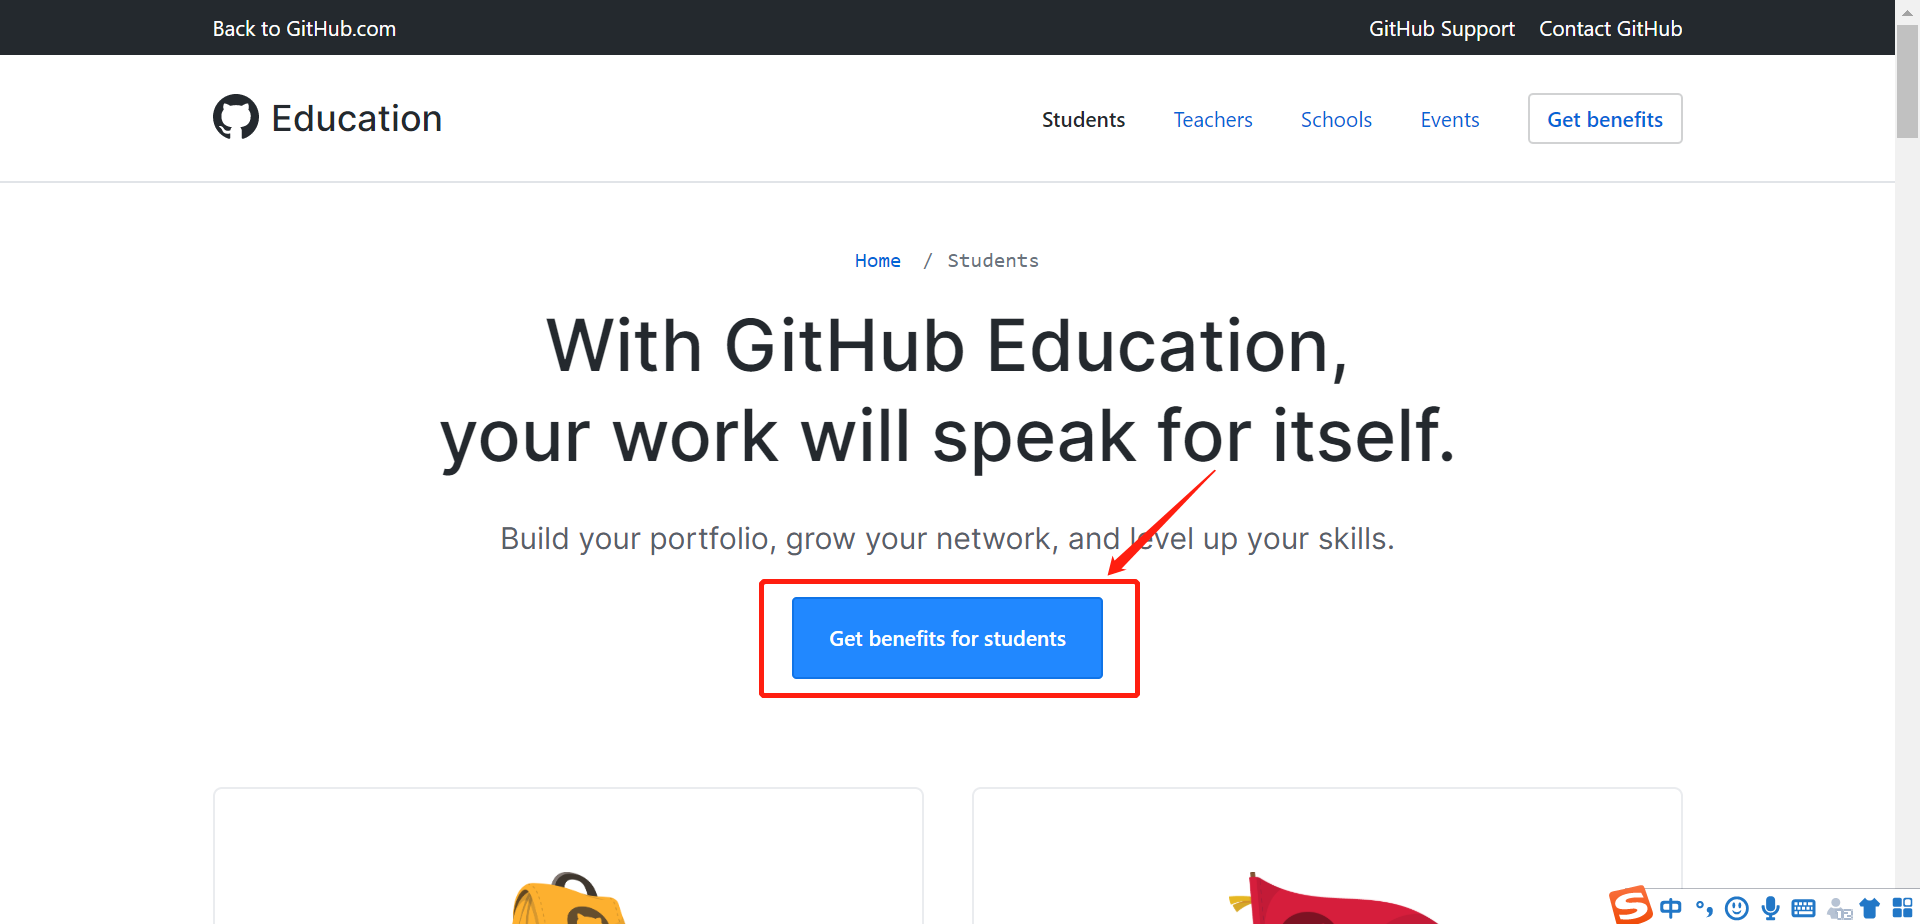 Back to GitHub.com
GitHub Support
Contact GitHub
Education
Students
Teachers
Schools
Events
Get benefits
Home / Students
With GitHub Education,
your work will speak for itself.
Build your portfolio, grow your network, and level up your skills.
Get benefits for students
中